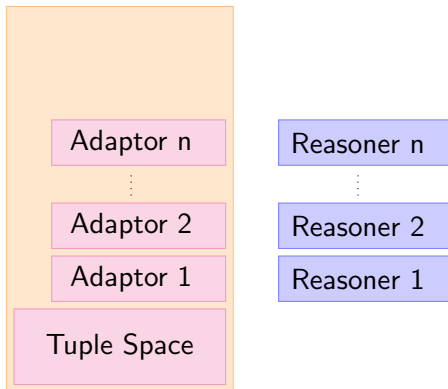 Adaptor n
Reasoner n
Adaptor 2
Reasoner 2
Adaptor 1
Reasoner 1
Tuple Space